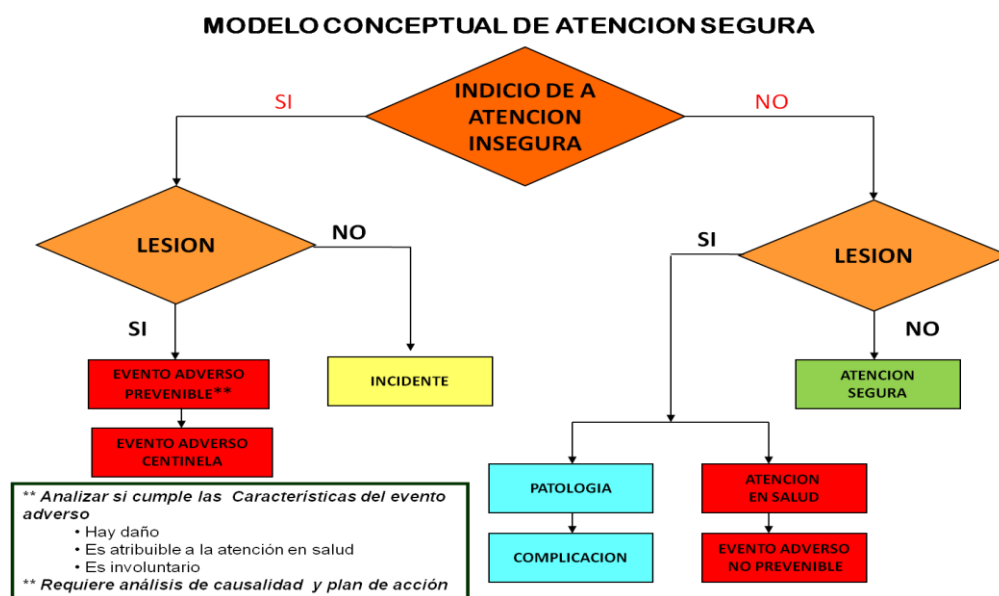 MODELO CONCEPTUAL DE ATENCION SEGURA
INDICIO DE A
ATENCION
INSEGURA
SI
NO
LESION
NO
SI
LESION
SI
NO
EVENTO ADVERSO
PREVENIBLE**
INCIDENTE
ATENCION
SEGURA
EVENTO ADVERSO
CENTINELA
PATOLOGIA
ATENCION
EN SALUD
COMPLICACION
EVENTO ADVERSO
NO PREVENIBLE
** Analizar si cumple las Características del evento
adverso
• Hay daño
• Es atribuible a la atención en salud
• Es involuntario
** Requiere análisis de causalidad y plan de acción